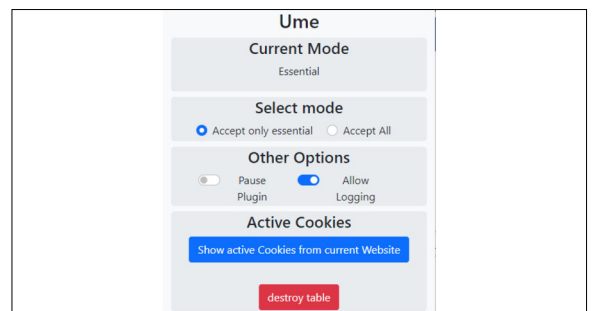 Ume
Current Mode
Essential
Select mode
Accept only essential Accept All
Other Options
Pause Allow
Plugin Logging
Active Cookies
Show active Cookies from current Website
destroy table